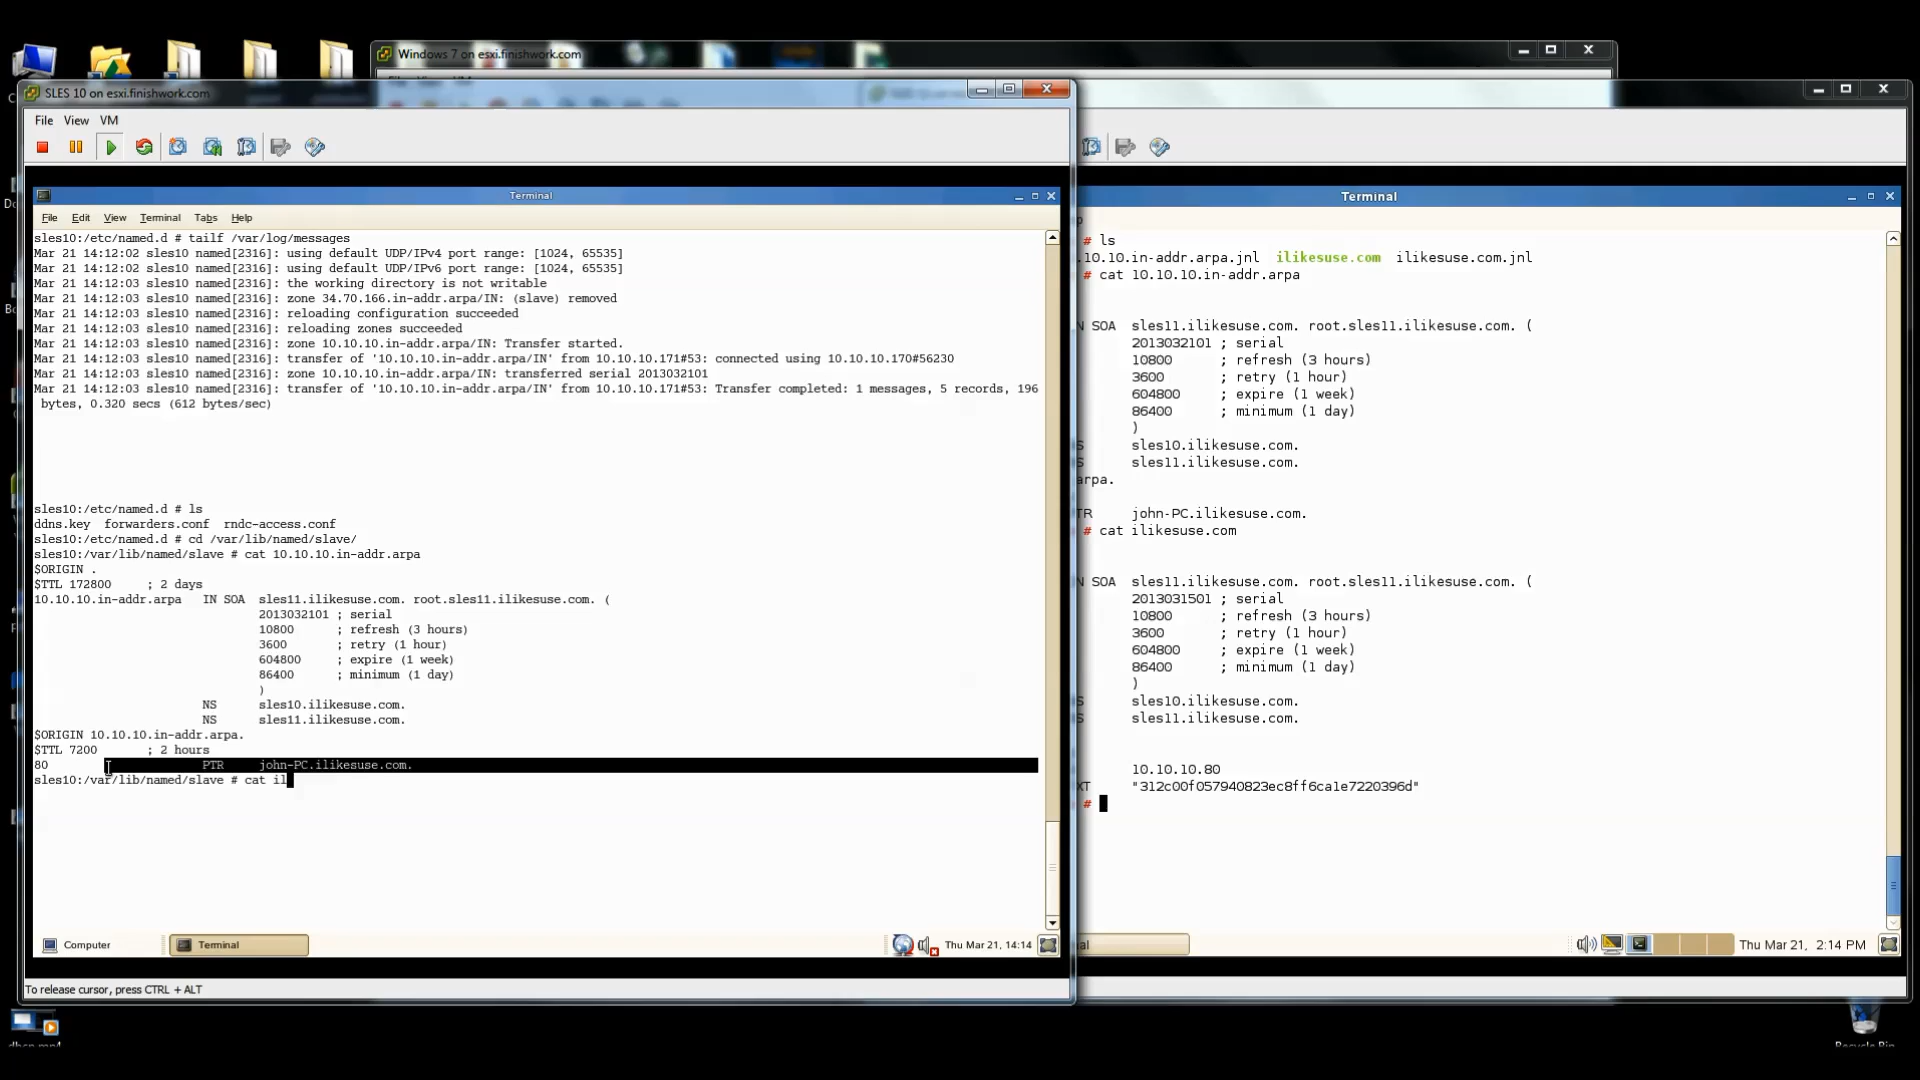 Windows 7 on esxi.finishwork.com
SLES 10 on esxi.finishwork.com
File View VM
Terminal
File Edit View Terminal Tabs Help
sles10:/etc/named.d # tailf /var/log/messages
Mar 21 14:12:02 sles10 named[2316]: using default UDP/IPv4 port range: [1024, 65535]
Mar 21 14:12:02 sles10 named[2316]: using default UDP/IPv6 port range: [1024, 65535]
Mar 21 14:12:03 sles10 named[2316]: the working directory is not writable
Mar 21 14:12:03 sles10 named[2316]: zone 34.70.166.in-addr.arpa/IN: (slave) removed
Mar 21 14:12:03 sles10 named[2316]: reloading configuration succeeded
Mar 21 14:12:03 sles10 named[2316]: reloading zones succeeded
Mar 21 14:12:03 sles10 named[2316]: zone 10.10.10.in-addr.arpa/IN: Transfer started.
Mar 21 14:12:03 sles10 named[2316]: transfer of '10.10.10.in-addr.arpa/IN' from 10.10.10.171#53: connected using 10.10.10.170#56230
Mar 21 14:12:03 sles10 named[2316]: zone 10.10.10.in-addr.arpa/IN: transferred serial 2013032101
Mar 21 14:12:03 sles10 named[2316]: transfer of '10.10.10.in-addr.arpa/IN' from 10.10.10.171#53: Transfer completed: 1 messages, 5 records, 196
bytes, 0.320 secs (612 bytes/sec)
sles10:/etc/named.d # ls
ddns.key forwarders.conf rndc-access.conf
sles10:/etc/named.d # cd /var/lib/named/slave/
sles10:/var/lib/named/slave # cat 10.10.10.in-addr.arpa
$ORIGIN .
$TTL 172800 ; 2 days
10.10.10.in-addr.arpa IN SOA sles11.ilikesuse.com. root.sles11.ilikesuse.com. (
2013032101 ; serial
10800 ; refresh (3 hours)
3600 ; retry (1 hour)
604800 ; expire (1 week)
86400 ; minimum (1 day)
)
NS sles10.ilikesuse.com.
NS sles11.ilikesuse.com.
$ORIGIN 10.10.10.in-addr.arpa.
$TTL 7200 ; 2 hours
80 PTR john-PC.ilikesuse.com.
sles10:/var/lib/named/slave # cat il
Computer Terminal Thu Mar 21, 14:14
To release cursor, press CTRL + ALT
Terminal
p
# ls
.10.10.in-addr.arpa.jnl ilikesuse.com ilikesuse.com.jnl
# cat 10.10.10.in-addr.arpa
N SOA sles11.ilikesuse.com. root.sles11.ilikesuse.com. (
2013032101 ; serial
10800 ; refresh (3 hours)
3600 ; retry (1 hour)
604800 ; expire (1 week)
86400 ; minimum (1 day)
)
S sles10.ilikesuse.com.
S sles11.ilikesuse.com.
arpa.
TR john-PC.ilikesuse.com.
# cat ilikesuse.com
N SOA sles11.ilikesuse.com. root.sles11.ilikesuse.com. (
2013031501 ; serial
10800 ; refresh (3 hours)
3600 ; retry (1 hour)
604800 ; expire (1 week)
86400 ; minimum (1 day)
)
S sles10.ilikesuse.com.
S sles11.ilikesuse.com.
10.10.10.80
XT "312c00f057940823ec8ff6ca1e7220396d"
#
al Thu Mar 21, 2:14 PM